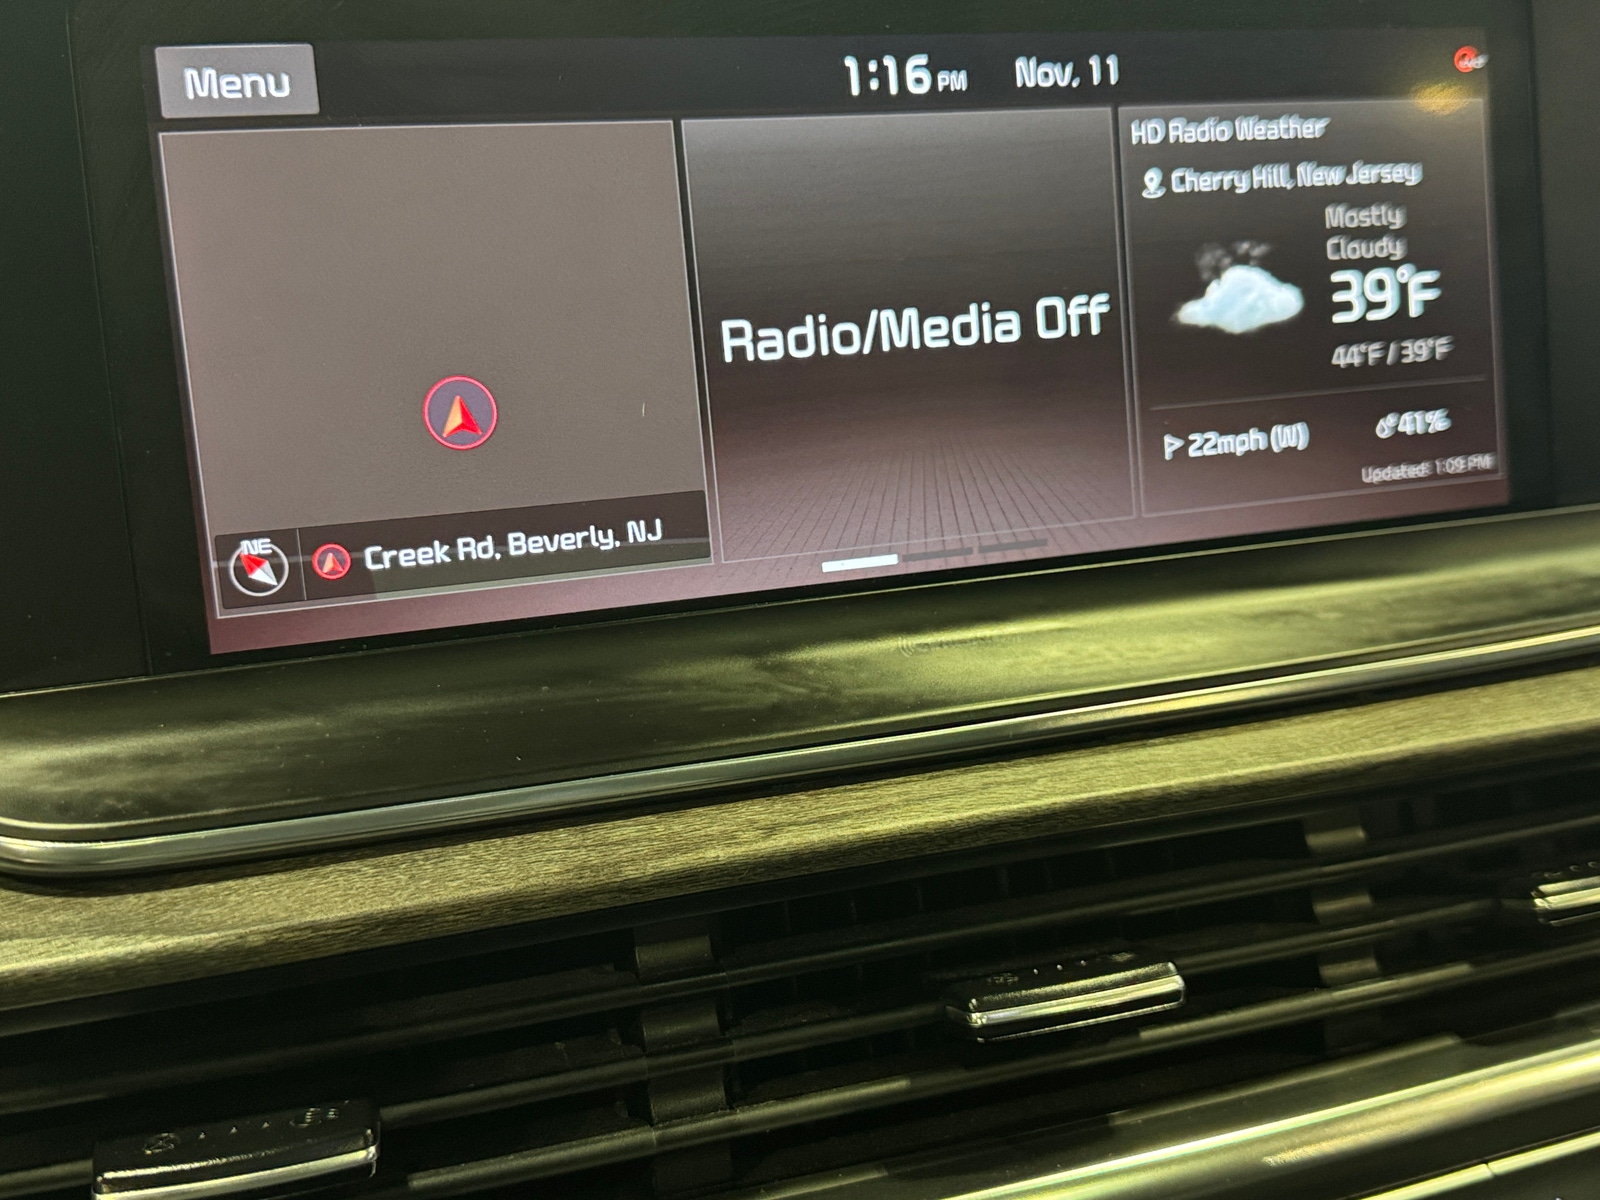 Menu
1:16 PM Nov. 11
HD Radio Weather
Cherry Hill, New Jersey
Mostly
Cloudy
39°F
44°F / 39°F
22mph (W) 41%
Updated: 1:09 PM
Radio/Media Off
NE
Creek Rd, Beverly, NJ